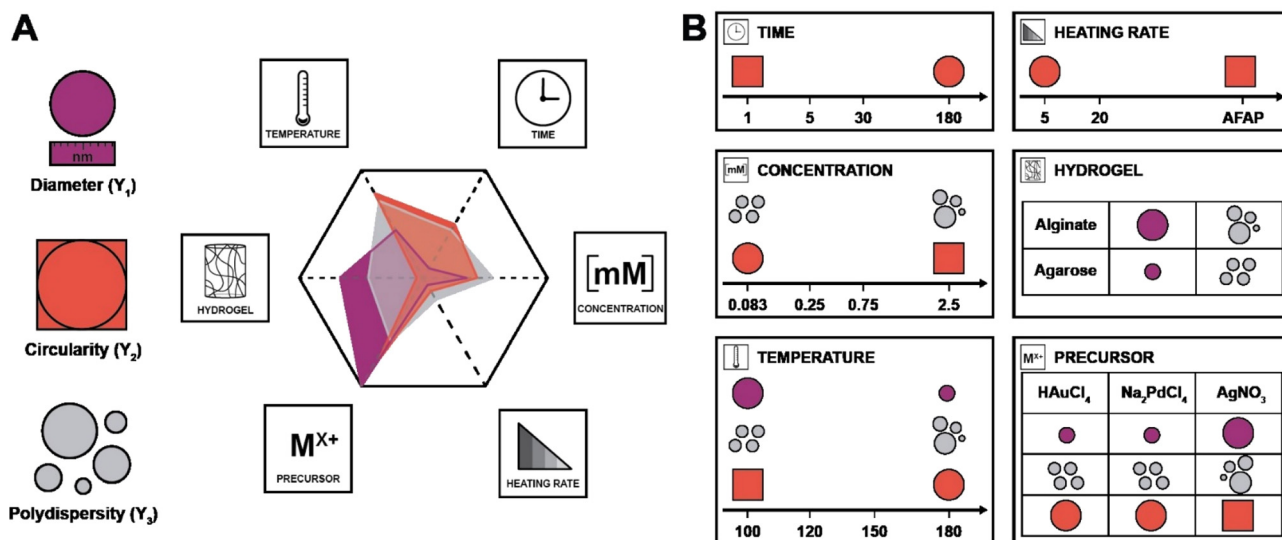 A
TEMPERATURE
TIME
nm
Diameter (Y₁)
HYDROGEL
[mM]
CONCENTRATION
Circularity (Y₂)
Mˣ⁺
PRECURSOR
HEATING RATE
Polydispersity (Y₃)
B
TIME
1 5 30 180
HEATING RATE
5 20 AFAP
[mM] CONCENTRATION
0.083 0.25 0.75 2.5
HYDROGEL
Alginate
Agarose
TEMPERATURE
100 120 150 180
Mˣ⁺ PRECURSOR
HAuCl₄ Na₂PdCl₄ AgNO₃